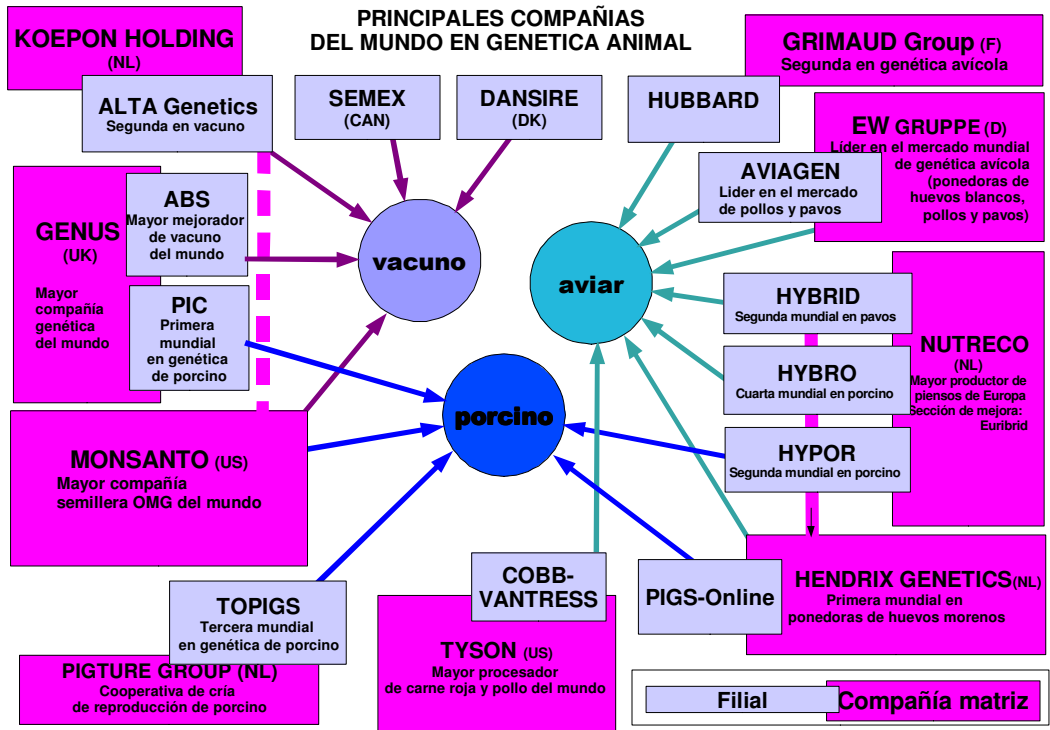 PRINCIPALES COMPAÑIAS
DEL MUNDO EN GENETICA ANIMAL
KOEPON HOLDING
(NL)
ALTA Genetics
Segunda en vacuno
SEMEX
(CAN)
DANSIRE
(DK)
HUBBARD
GRIMAUD Group (F)
Segunda en genética avícola
EW GRUPPE (D)
Líder en el mercado mundial
de genética avícola
(ponedoras de
huevos blancos,
pollos y pavos)
AVIAGEN
Lider en el mercado
de pollos y pavos
GENUS
(UK)
Mayor
compañía
genética
del mundo
ABS
Mayor mejorador
de vacuno
del mundo
PIC
Primera
mundial
en genética
de porcino
vacuno
aviar
porcino
HYBRID
Segunda mundial en pavos
HYBRO
Cuarta mundial en porcino
HYPOR
Segunda mundial en porcino
NUTRECO
(NL)
Mayor productor de
piensos de Europa
Sección de mejora:
Euribrid
MONSANTO (US)
Mayor compañía
semillera OMG del mundo
TOPIGS
Tercera mundial
en genética de porcino
PIGTURE GROUP (NL)
Cooperativa de cría
de reproducción de porcino
COBB-
VANTRESS
TYSON (US)
Mayor procesador
de carne roja y pollo del mundo
PIGS-Online
HENDRIX GENETICS(NL)
Primera mundial en
ponedoras de huevos morenos
Filial
Compañía matriz